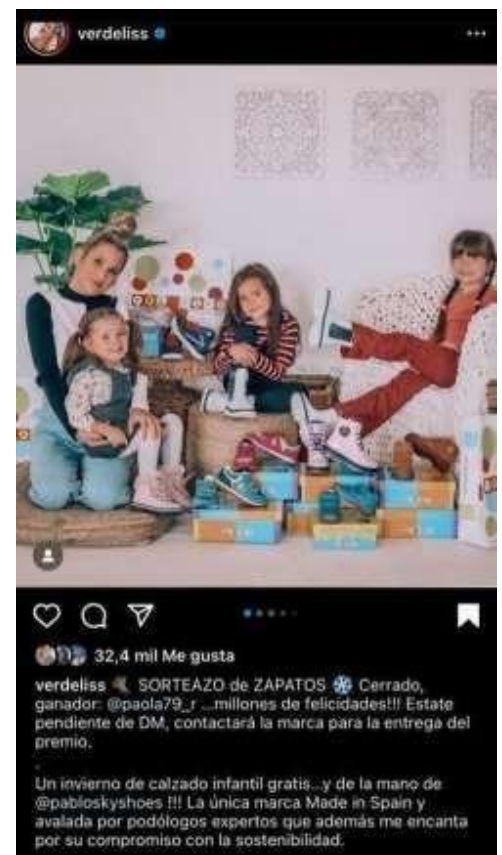 verdeliss
32,4 mil Me gusta
verdeliss SORTEAZO de ZAPATOS Cerrado,
ganador: @paola79_r ...millones de felicidades!!! Estate
pendiente de DM, contactará la marca para la entrega del
premio.
.
Un invierno de calzado infantil gratis...y de la mano de
@pabloskyshoes !!! La única marca Made in Spain y
avalada por podólogos expertos que además me encanta
por su compromiso con la sostenibilidad.